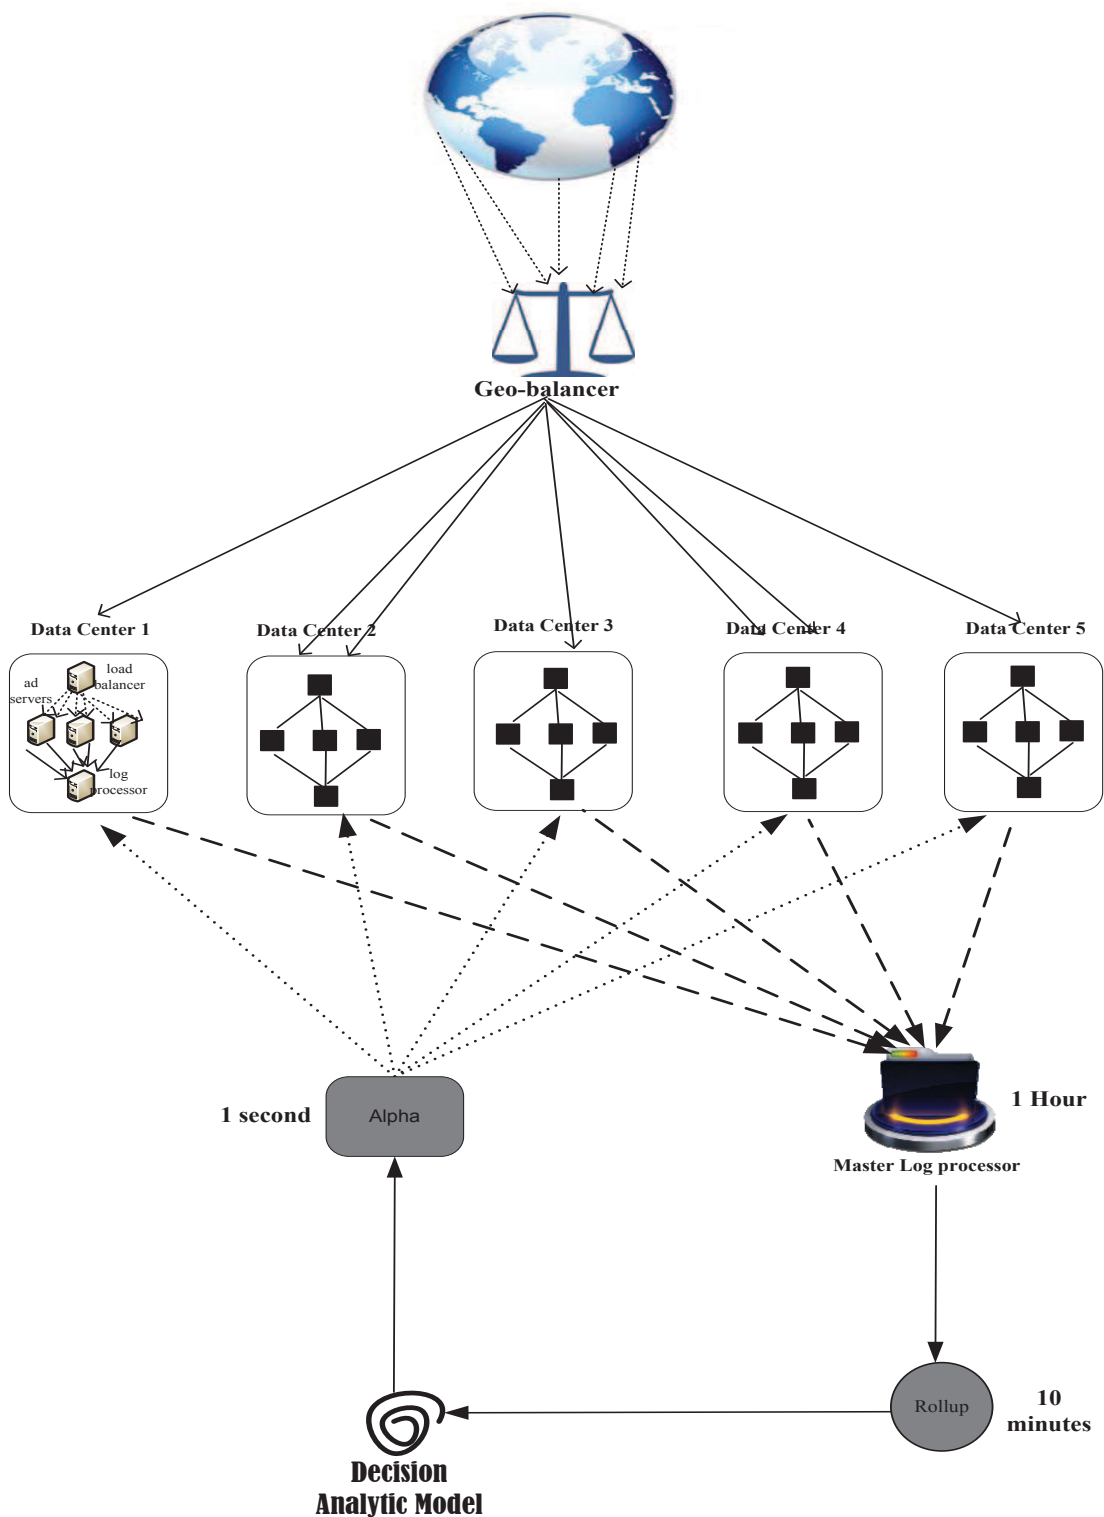 Geo-balancer
Data Center 1
Data Center 2
Data Center 3
Data Center 4
Data Center 5
load
balancer
ad
servers
log
processor
1 second
Alpha
1 Hour
Master Log processor
Rollup
10
minutes
Decision
Analytic Model